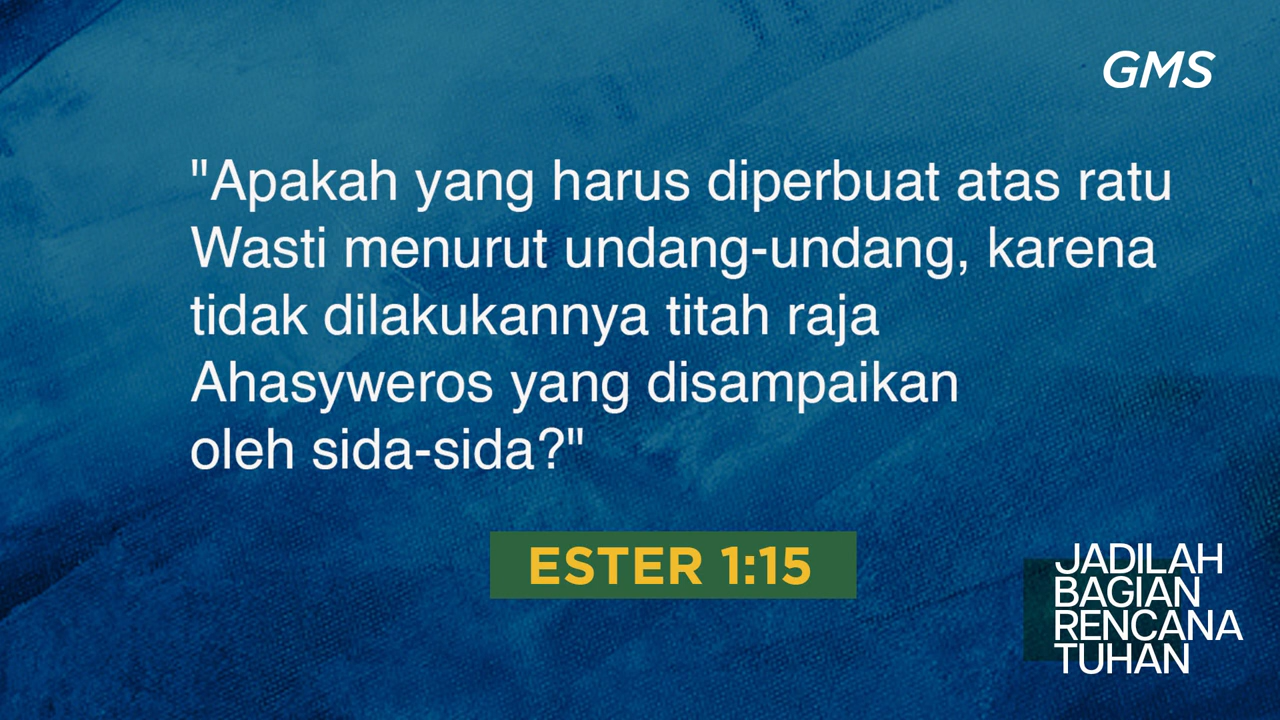 GMS
"Apakah yang harus diperbuat atas ratu
Wasti menurut undang-undang, karena
tidak dilakukannya titah raja
Ahasyweros yang disampaikan
oleh sida-sida?"
ESTER 1:15
JADILAH
BAGIAN
RENCANA
TUHAN